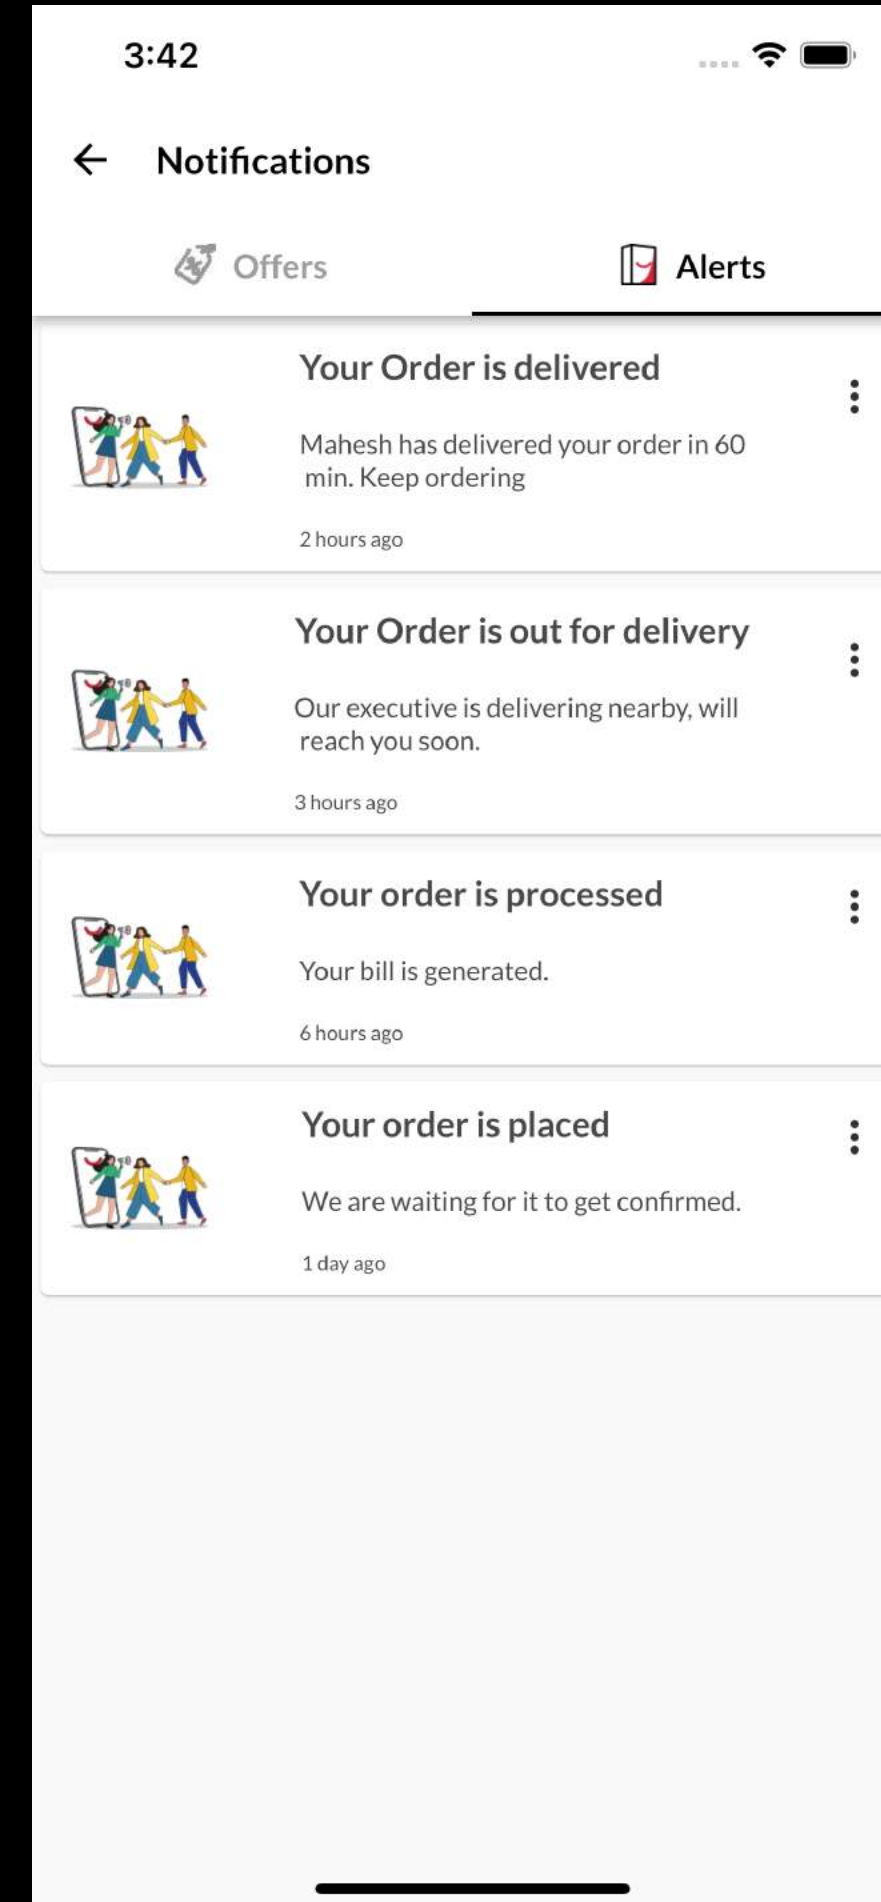 3:42
Notifications
Offers
Alerts
Your Order is delivered
Mahesh has delivered your order in 60
min. Keep ordering
2 hours ago
Your Order is out for delivery
Our executive is delivering nearby, will
reach you soon.
3 hours ago
Your order is processed
Your bill is generated.
6 hours ago
Your order is placed
We are waiting for it to get confirmed.
1 day ago